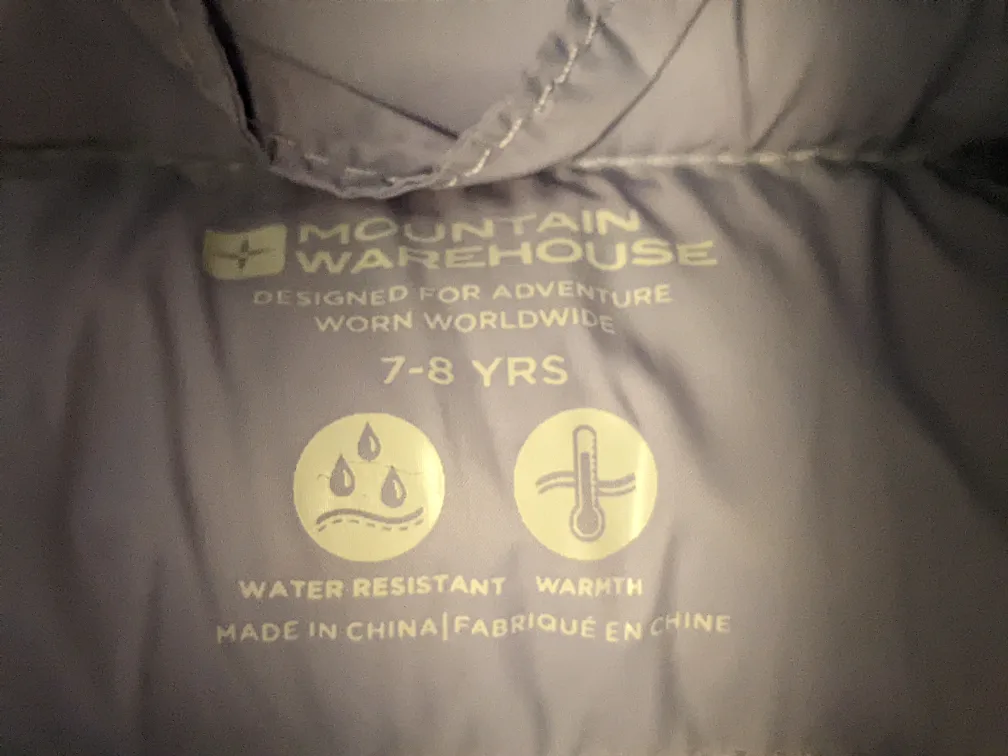 MOUNTAIN
WAREHOUSE
DESIGNED FOR ADVENTURE
WORN WORLDWIDE
7-8 YRS
WATER RESISTANT WARMTH
MADE IN CHINA|FABRIQUÉ EN CHINE